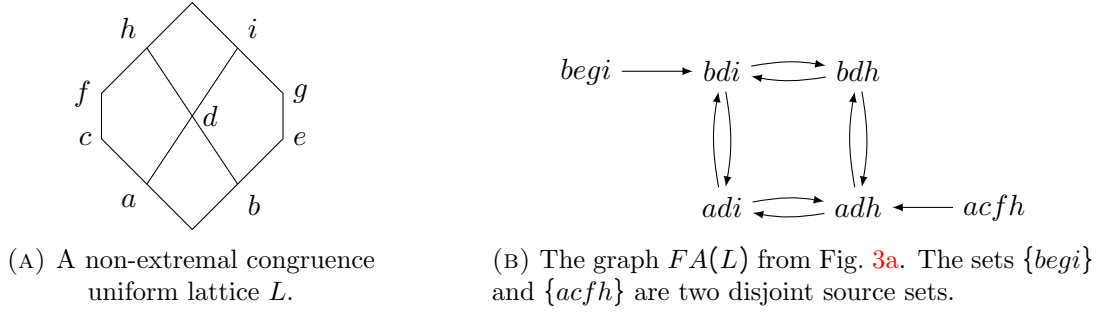 h i
f g
d
c e
a b
(A) A non-extremal congruence
uniform lattice L.
begi bdi bdh
adi adh acfh
(B) The graph FA(L) from Fig. 3a. The sets {begi}
and {acfh} are two disjoint source sets.